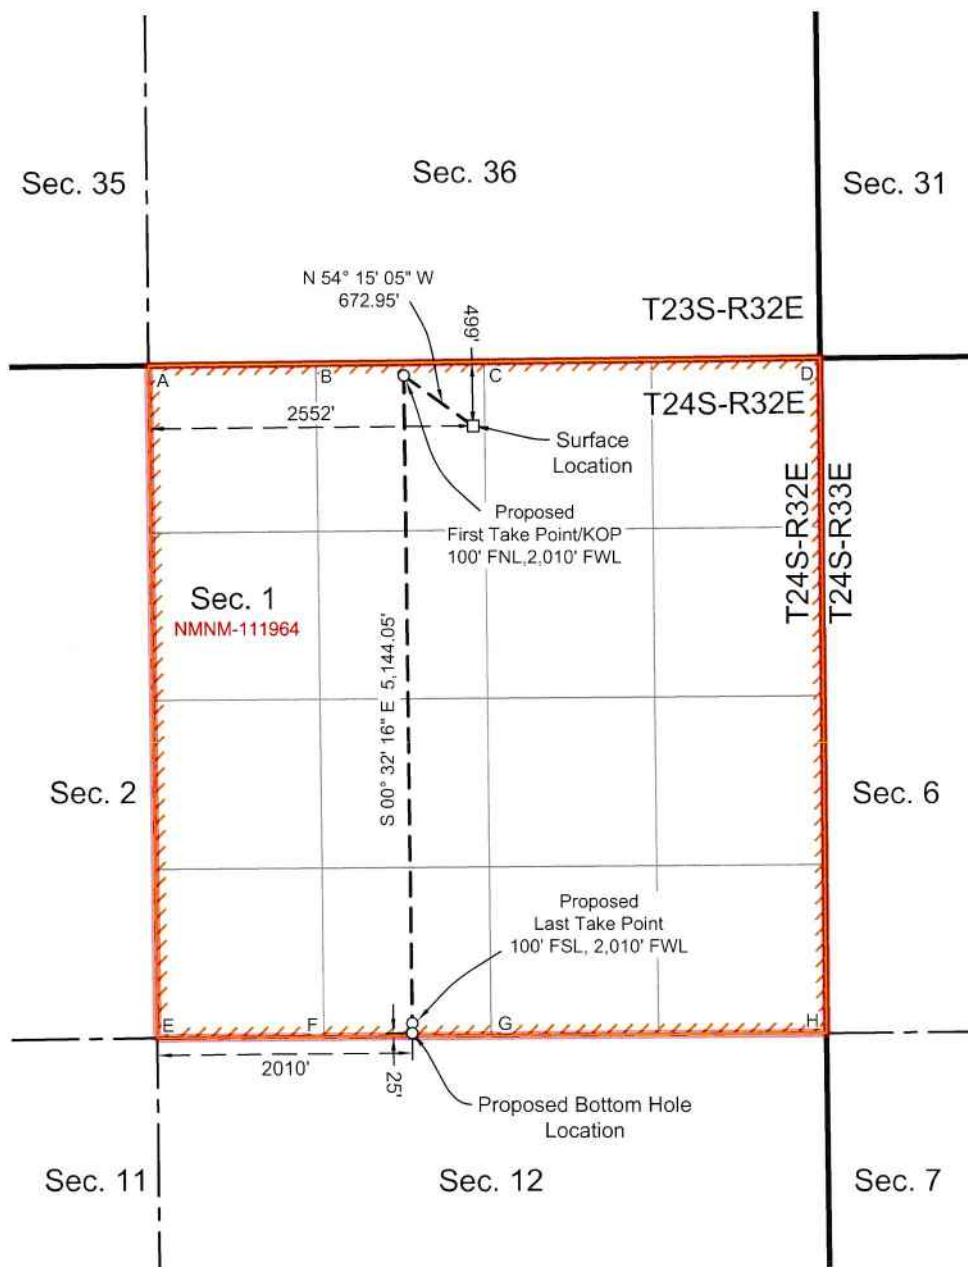 Sec. 35
Sec. 36
Sec. 31
N 54° 15' 05" W
672.95'
499'
T23S-R32E
A
B
C
D
T24S-R32E
2552'
Surface
Location
T24S-R32E
T24S-R33E
Proposed
First Take Point/KOP
100' FNL,2,010' FWL
Sec. 1
NMNM-111964
S 00° 32' 16" E 5,144.05'
Sec. 2
Sec. 6
Proposed
Last Take Point
100' FSL, 2,010' FWL
E
F
G
H
2010'
25'
Proposed Bottom Hole
Location
Sec. 11
Sec. 12
Sec. 7